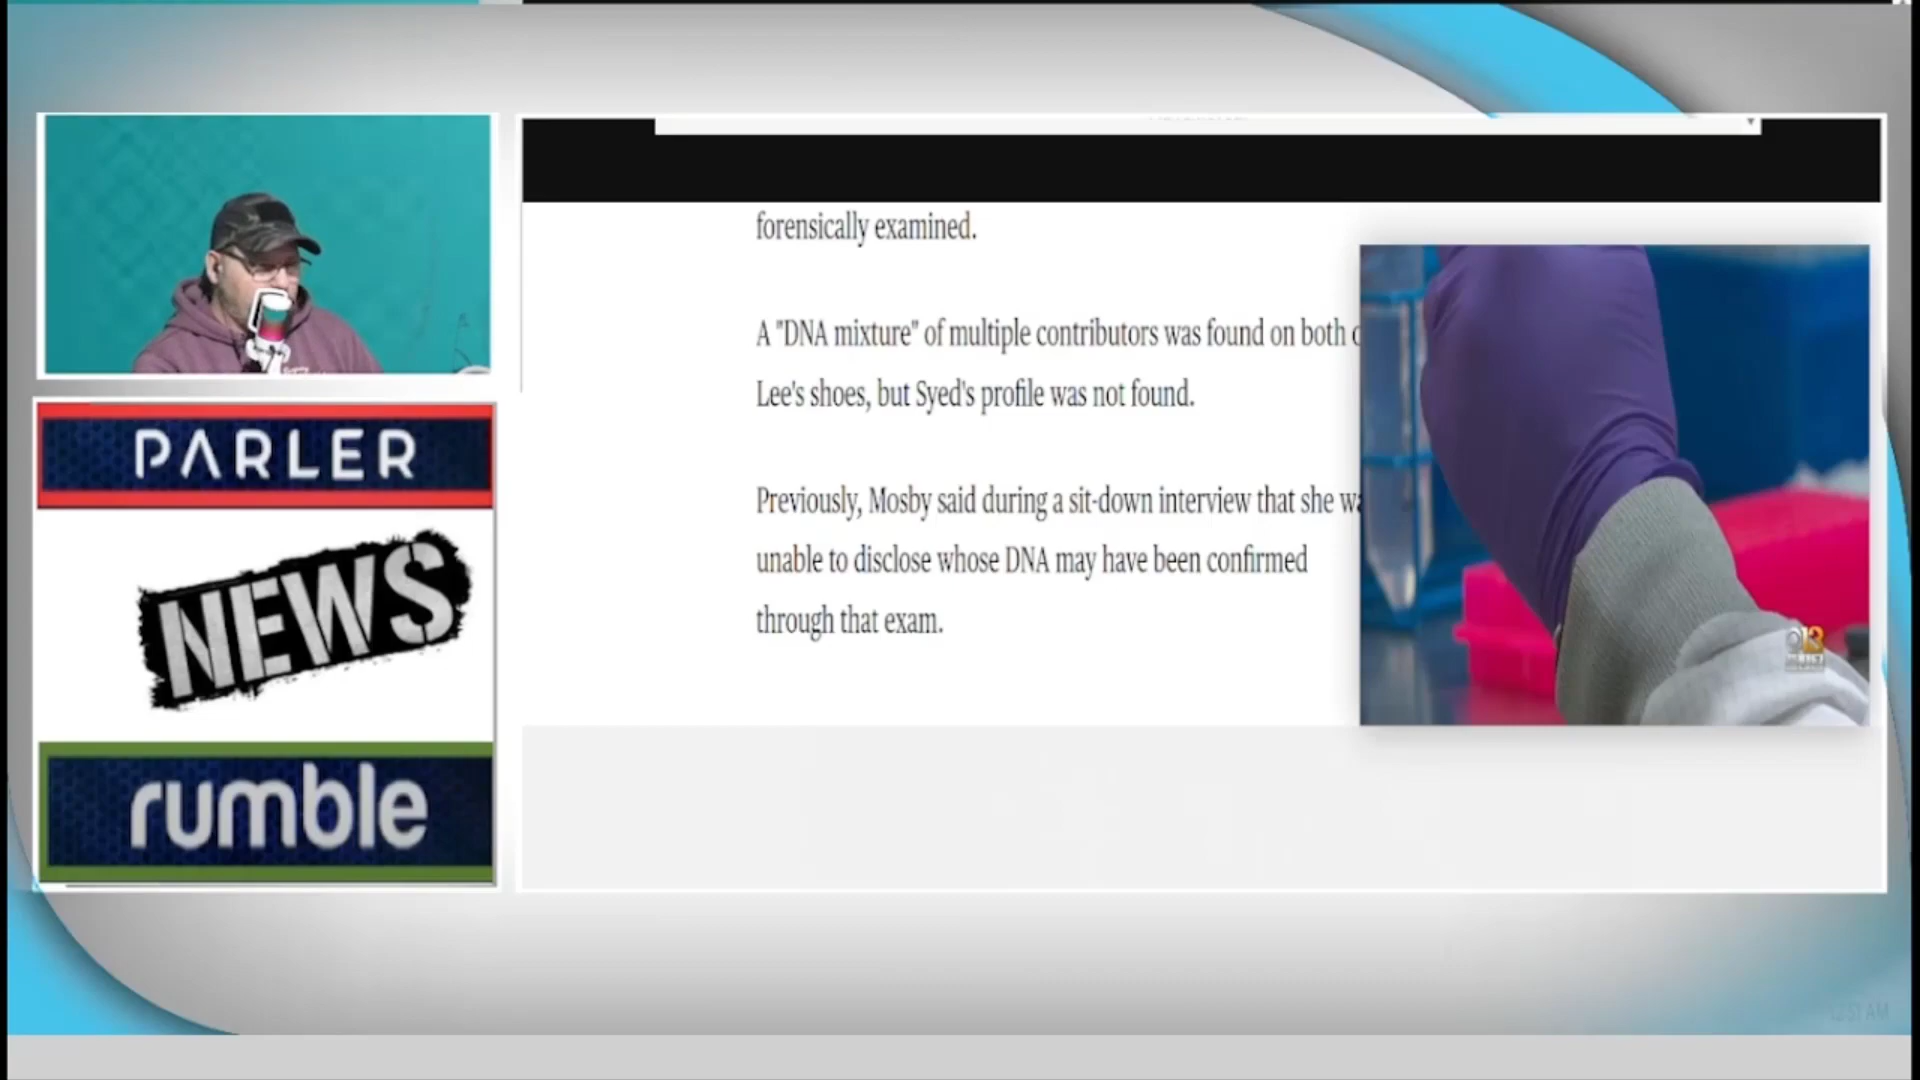 forensically examined.
A "DNA mixture" of multiple contributors was found on both
Lee's shoes, but Syed's profile was not found.
Previously, Mosby said during a sit-down interview that she
unable to disclose whose DNA may have been confirmed
through that exam.
PARLER
NEWS
rumble
13